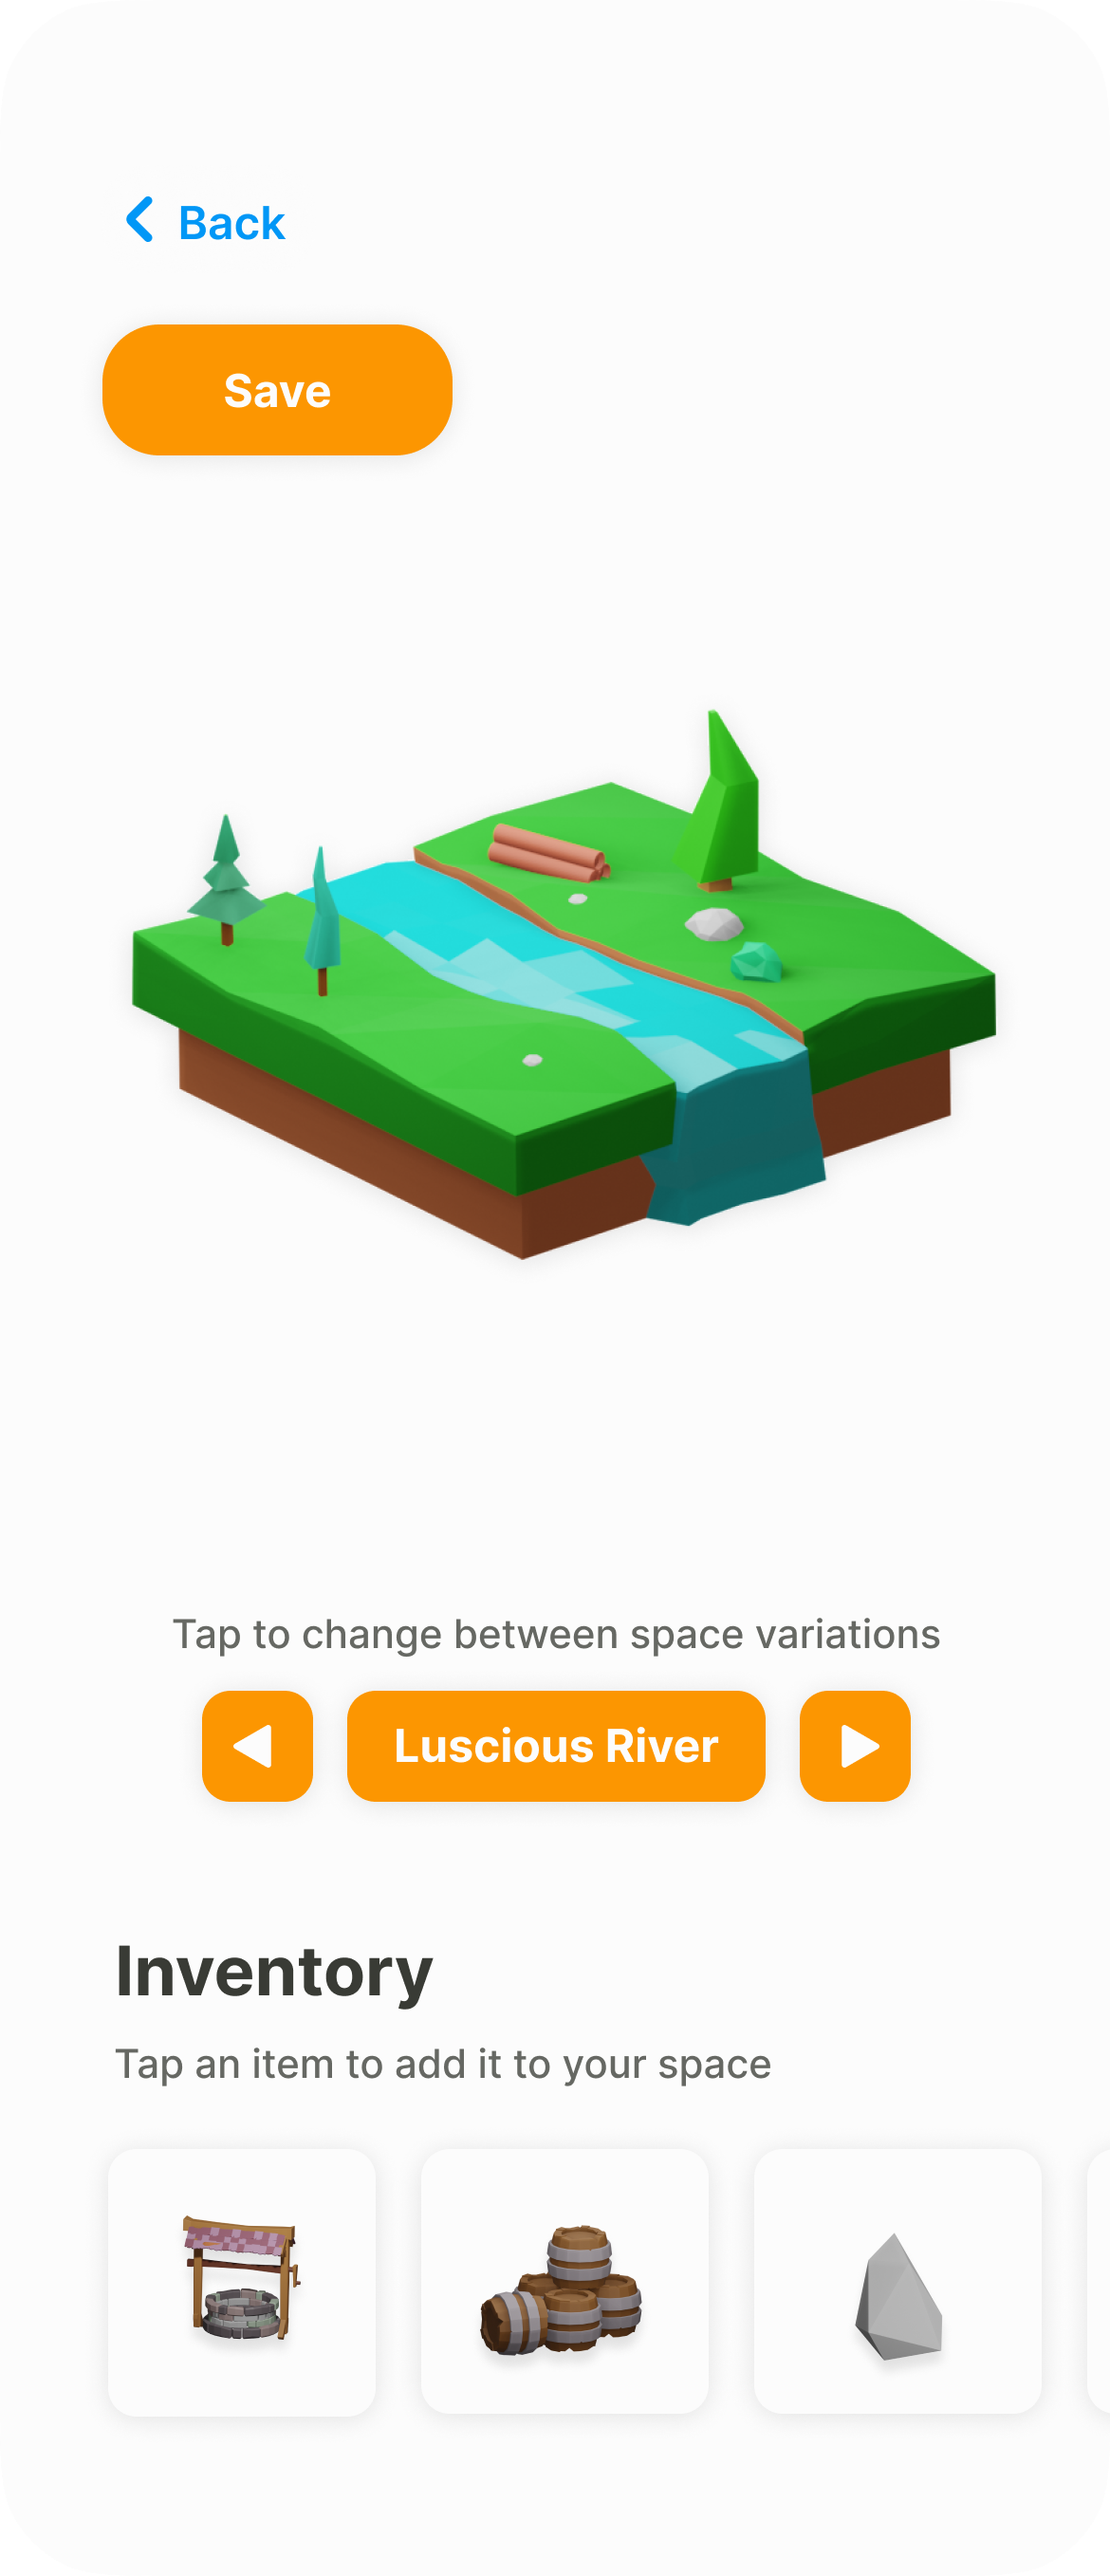 Back
Save
Tap to change between space variations
Luscious River
Inventory
Tap an item to add it to your space